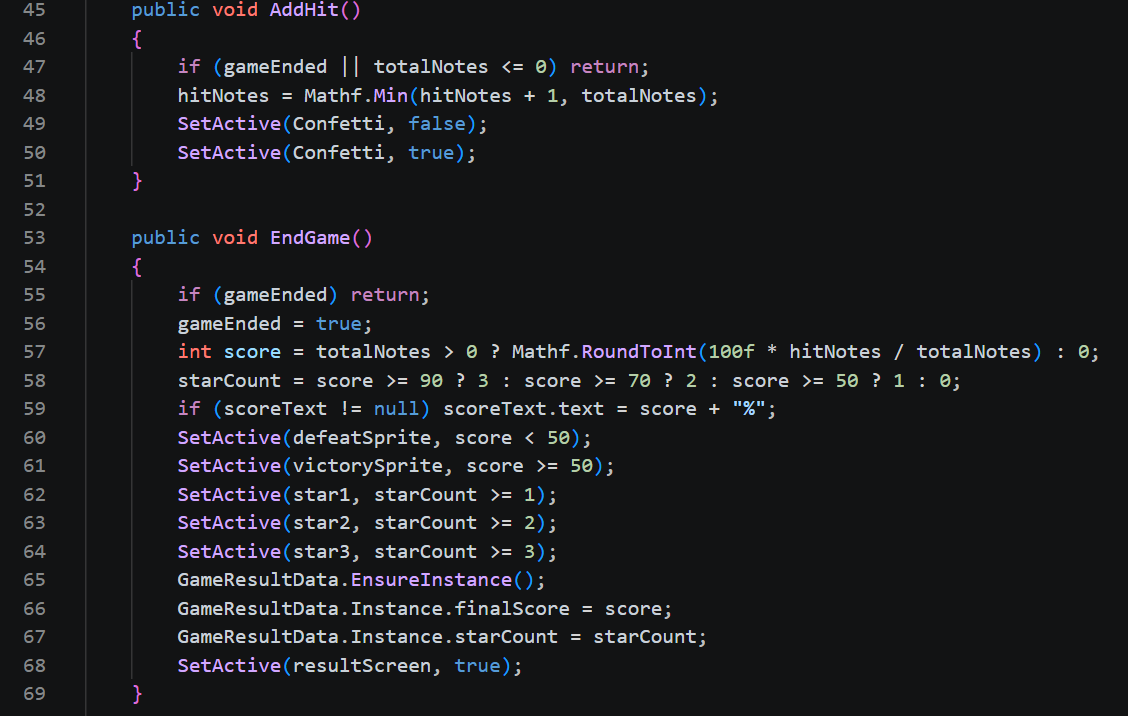 45 public void AddHit()
46 {
47 if (gameEnded || totalNotes <= 0) return;
48 hitNotes = Mathf.Min(hitNotes + 1, totalNotes);
49 SetActive(Confetti, false);
50 SetActive(Confetti, true);
51 }
52
53 public void EndGame()
54 {
55 if (gameEnded) return;
56 gameEnded = true;
57 int score = totalNotes > 0 ? Mathf.RoundToInt(100f * hitNotes / totalNotes) : 0;
58 starCount = score >= 90 ? 3 : score >= 70 ? 2 : score >= 50 ? 1 : 0;
59 if (scoreText != null) scoreText.text = score + "%";
60 SetActive(defeatSprite, score < 50);
61 SetActive(victorySprite, score >= 50);
62 SetActive(star1, starCount >= 1);
63 SetActive(star2, starCount >= 2);
64 SetActive(star3, starCount >= 3);
65 GameResultData.EnsureInstance();
66 GameResultData.Instance.finalScore = score;
67 GameResultData.Instance.starCount = starCount;
68 SetActive(resultScreen, true);
69 }